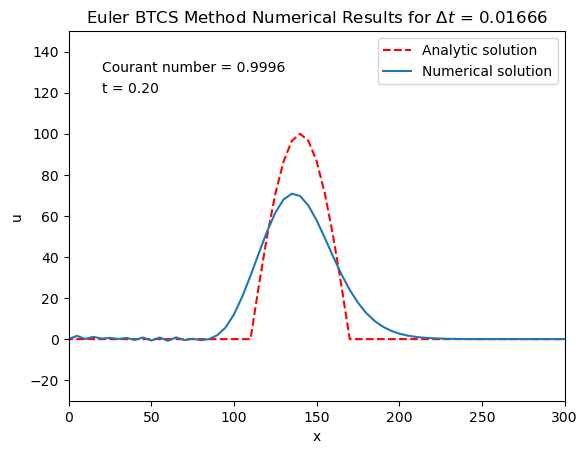 Euler BTCS Method Numerical Results for Δt = 0.01666
Courant number = 0.9996
t = 0.20
Analytic solution
Numerical solution
140
120
100
80
60
40
20
0
−20
u
0 50 100 150 200 250 300
x